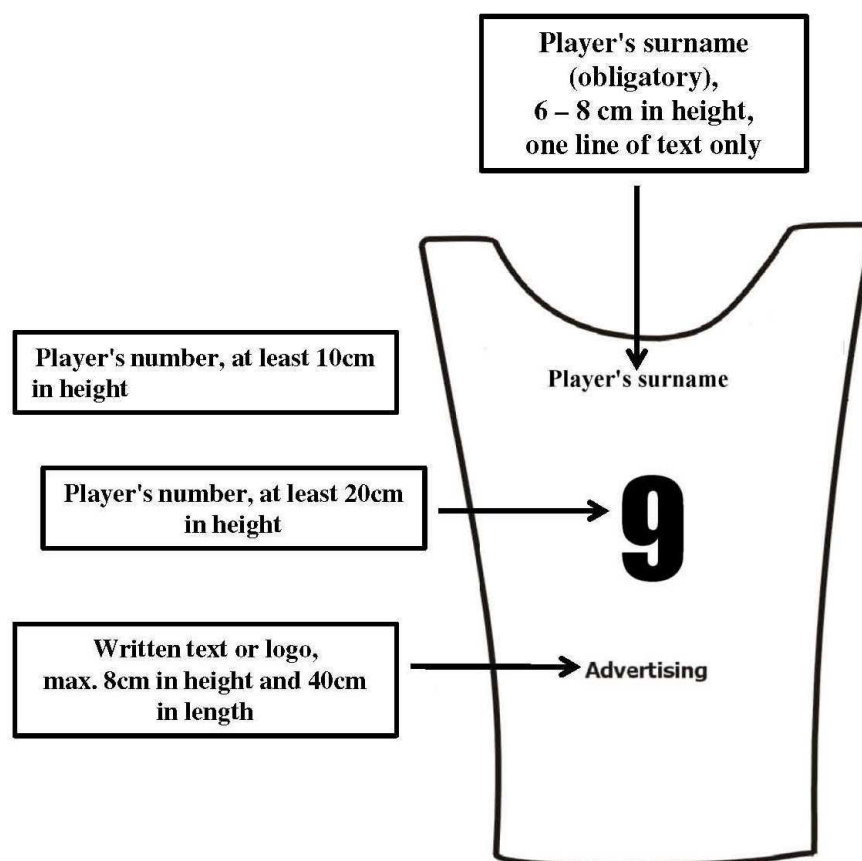 Player's surname
(obligatory),
6 – 8 cm in height,
one line of text only
Player's number, at least 10cm
in height
Player's surname
Player's number, at least 20cm
in height
9
Written text or logo,
max. 8cm in height and 40cm
in length
Advertising